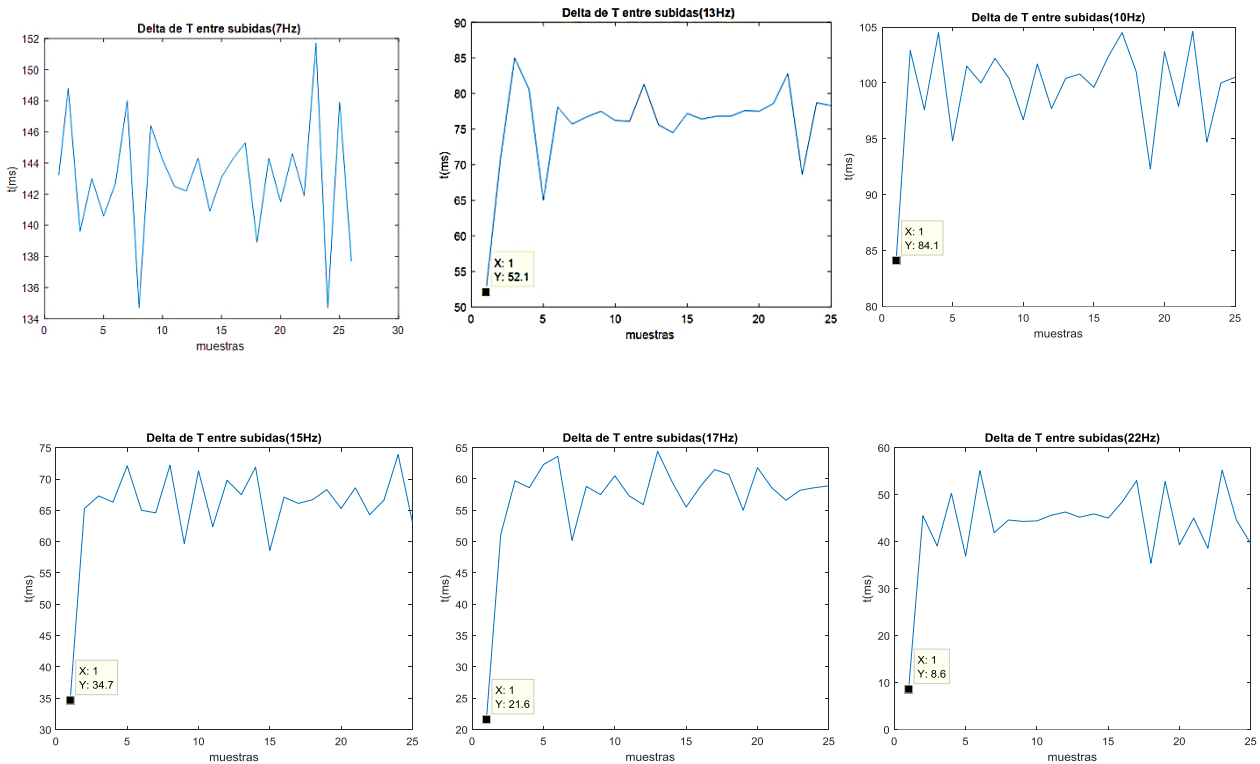 Delta de T entre subidas(7Hz)
152
150
148
146
144
142
140
138
136
134
t(ms)
0 5 10 15 20 25 30
muestras
Delta de T entre subidas(13Hz)
90
85
80
75
70
65
60
55
50
t(ms)
X: 1
Y: 52.1
0 5 10 15 20 25
muestras
Delta de T entre subidas(10Hz)
105
100
95
90
85
80
t(ms)
X: 1
Y: 84.1
0 5 10 15 20 25
muestras
Delta de T entre subidas(15Hz)
75
70
65
60
55
50
45
40
35
30
t(ms)
X: 1
Y: 34.7
0 5 10 15 20 25
muestras
Delta de T entre subidas(17Hz)
65
60
55
50
45
40
35
30
25
20
t(ms)
X: 1
Y: 21.6
0 5 10 15 20 25
muestras
Delta de T entre subidas(22Hz)
60
50
40
30
20
10
0
t(ms)
X: 1
Y: 8.6
0 5 10 15 20 25
muestras